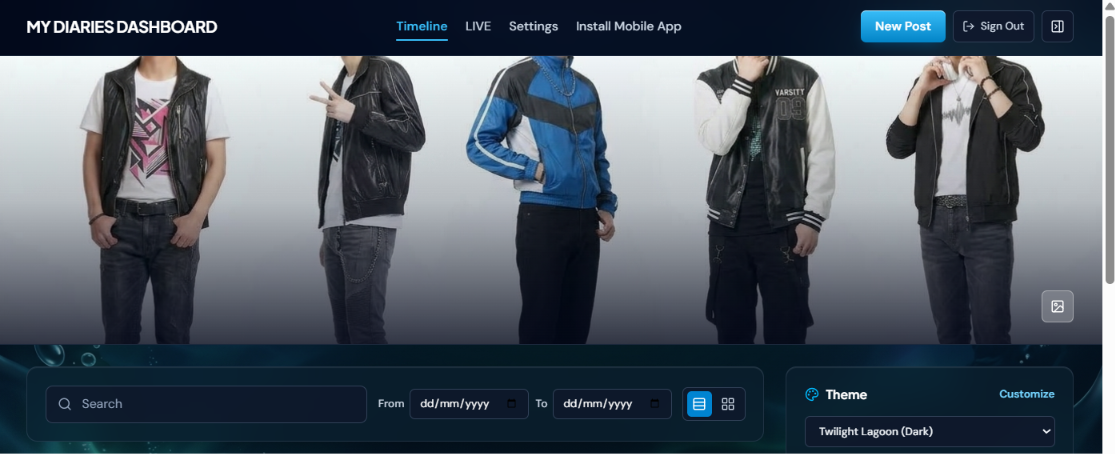 MY DIARIES DASHBOARD
Timeline LIVE Settings Install Mobile App
New Post
Sign Out
VARSITY
09
Search
From dd/mm/yyyy To dd/mm/yyyy
Theme
Customize
Twilight Lagoon (Dark)